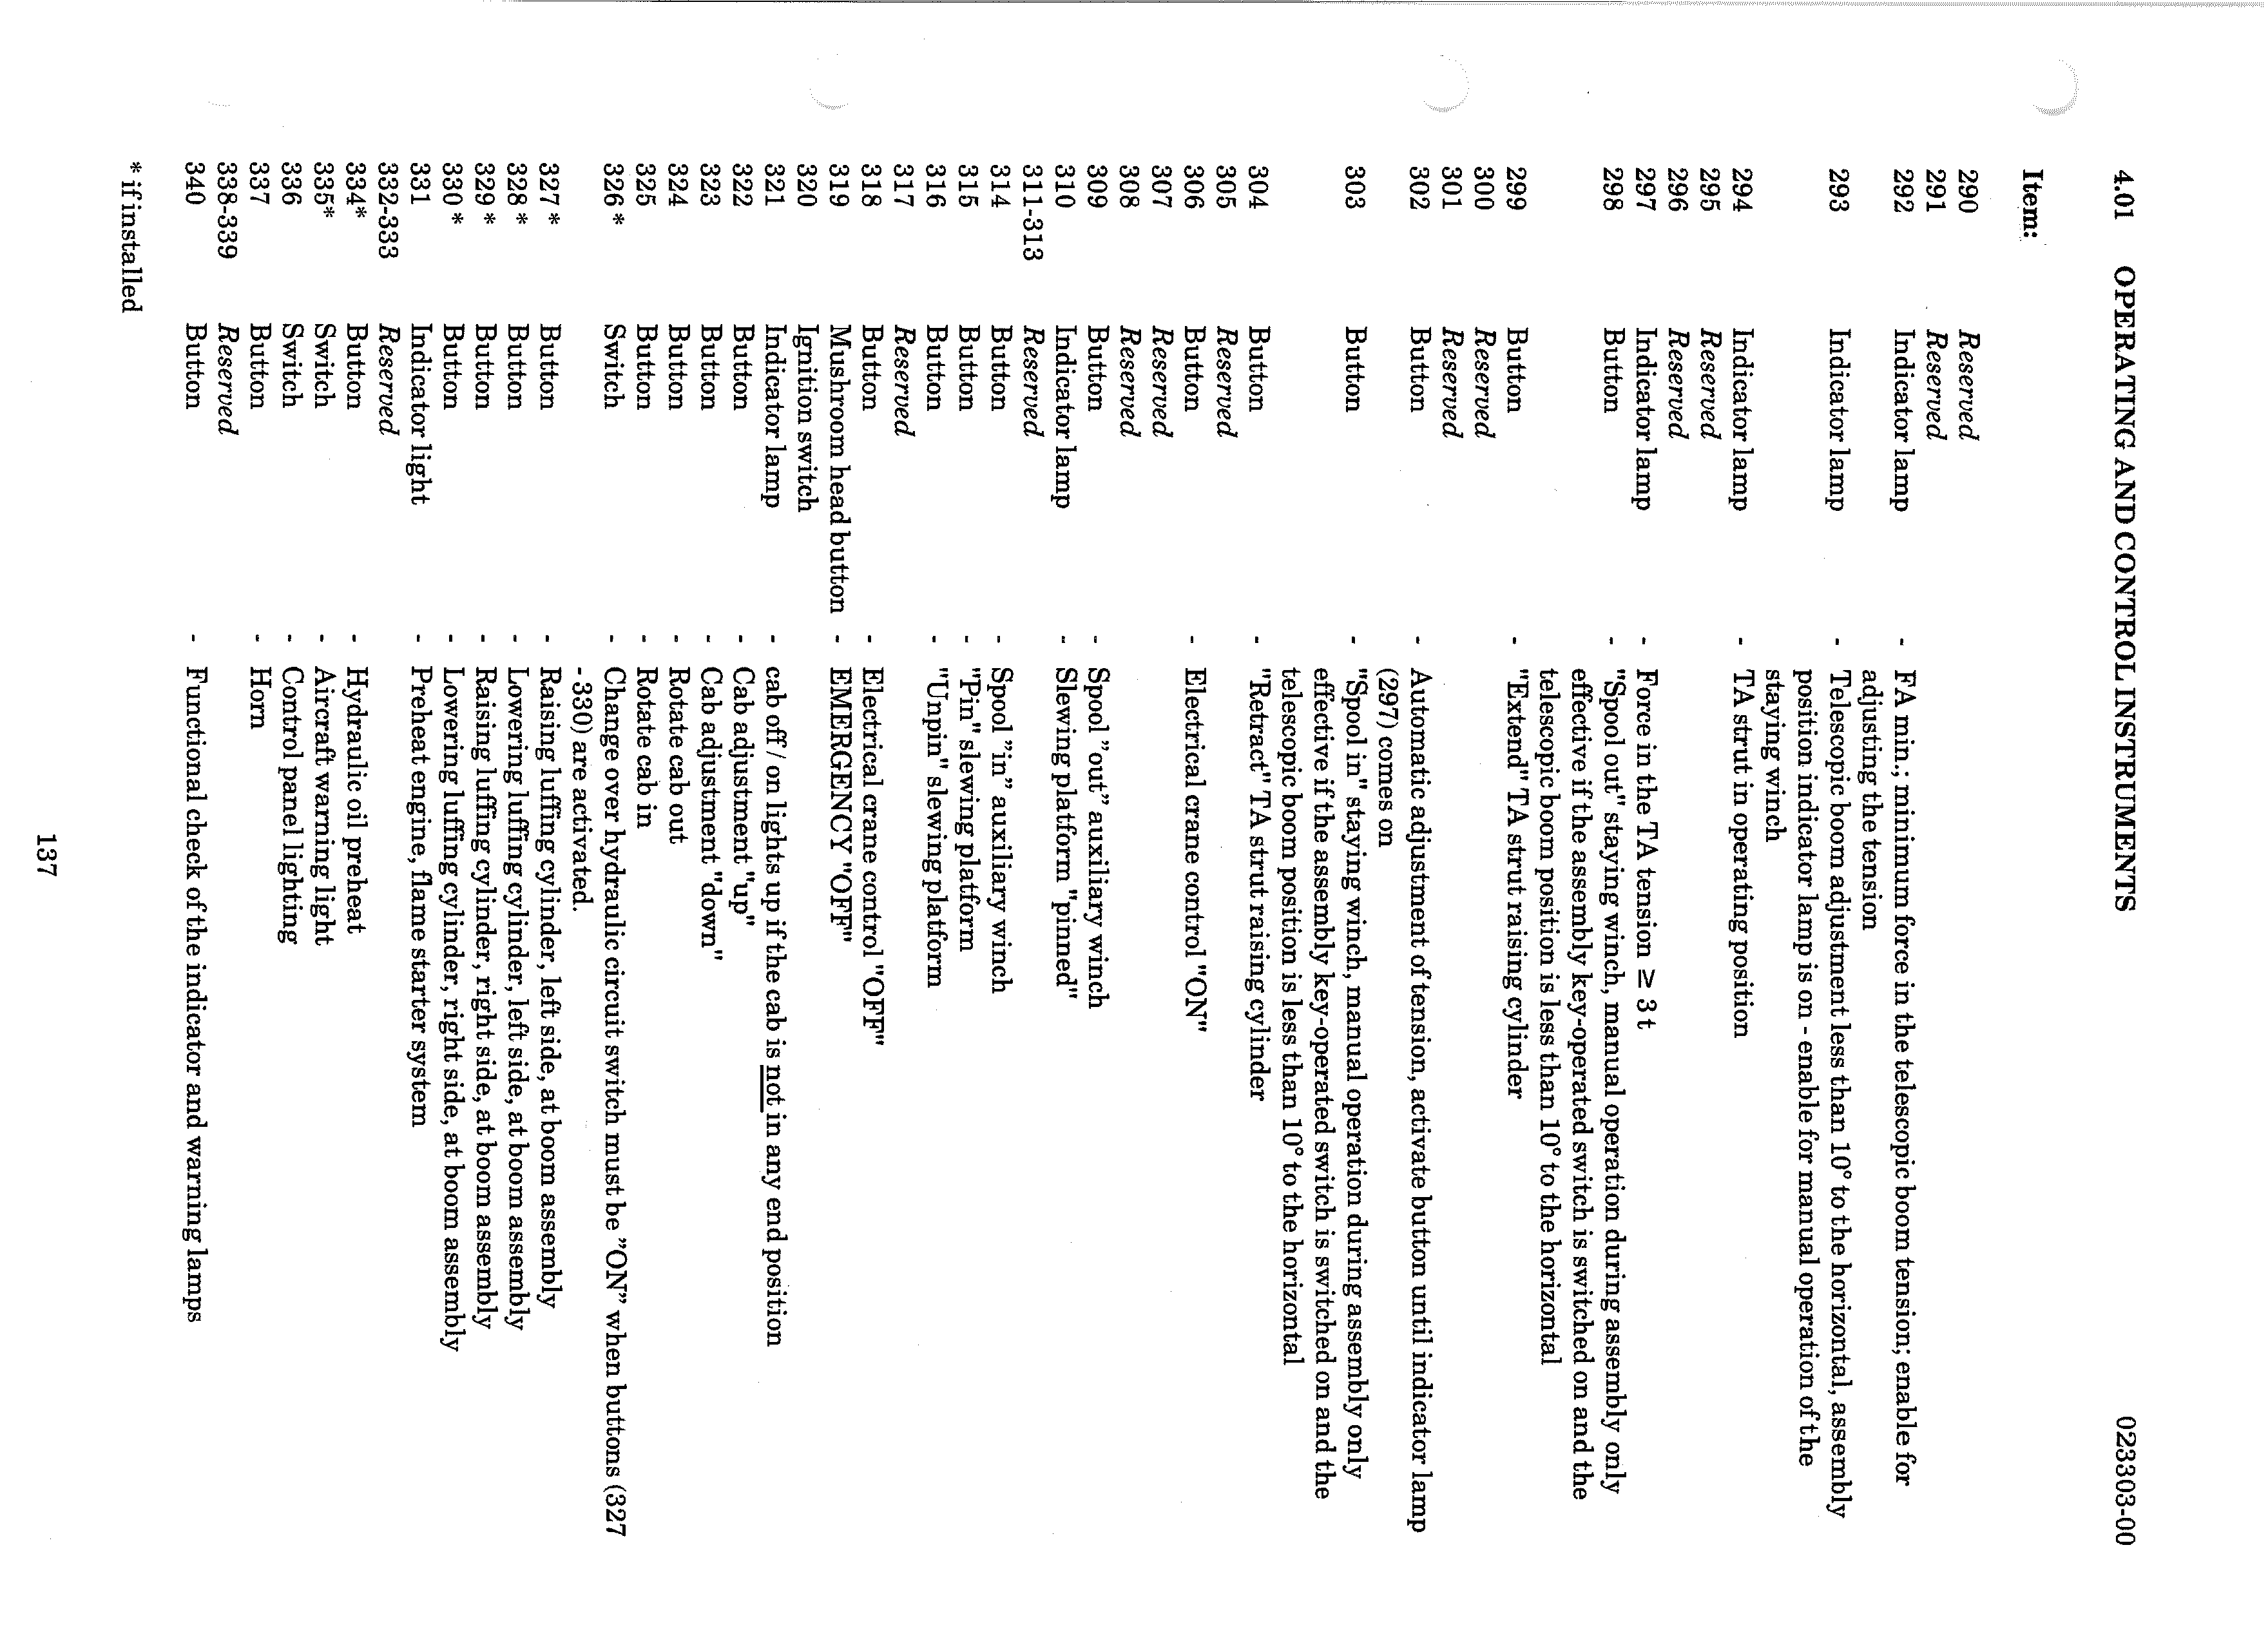 4.01 OPERATING AND CONTROL INSTRUMENTS 023303-00
Item:
290 Reserved
291 Reserved
292 Indicator lamp - FA min.; minimum force in the telescopic boom tension; enable for
adjusting the tension
293 Indicator lamp - Telescopic boom adjustment less than 10° to the horizontal, assembly
position indicator lamp is on - enable for manual operation of the
staying winch
294 Indicator lamp - TA strut in operating position
295 Reserved
296 Reserved
297 Indicator lamp - Force in the TA tension ≥ 3 t
298 Button - "Spool out" staying winch, manual operation during assembly only
effective if the assembly key-operated switch is switched on and the
telescopic boom position is less than 10° to the horizontal
299 Button - "Extend" TA strut raising cylinder
300 Reserved
301 Reserved
302 Button - Automatic adjustment of tension, activate button until indicator lamp
(297) comes on
303 Button - "Spool in" staying winch, manual operation during assembly only
effective if the assembly key-operated switch is switched on and the
telescopic boom position is less than 10° to the horizontal
304 Button - "Retract" TA strut raising cylinder
305 Reserved
306 Button - Electrical crane control "ON"
307 Reserved
308 Reserved
309 Button - Spool "out" auxiliary winch
310 Indicator lamp - Slewing platform "pinned"
311-313 Reserved
314 Button - Spool "in" auxiliary winch
315 Button - "Pin" slewing platform
316 Button - "Unpin" slewing platform
317 Reserved
318 Button - Electrical crane control "OFF"
319 Mushroom head button - EMERGENCY "OFF"
320 Ignition switch
321 Indicator lamp - cab off / on lights up if the cab is not in any end position
322 Button - Cab adjustment "up"
323 Button - Cab adjustment "down"
324 Button - Rotate cab out
325 Button - Rotate cab in
326 * Switch - Change over hydraulic circuit switch must be "ON" when buttons (327
- 330) are activated.
327 * Button - Raising luffing cylinder, left side, at boom assembly
328 * Button - Lowering luffing cylinder, left side, at boom assembly
329 * Button - Raising luffing cylinder, right side, at boom assembly
330 * Button - Lowering luffing cylinder, right side, at boom assembly
331 Indicator light - Preheat engine, flame starter system
332-333 Reserved
334* Button - Hydraulic oil preheat
335* Switch - Aircraft warning light
336 Switch - Control panel lighting
337 Button - Horn
338-339 Reserved
340 Button - Functional check of the indicator and warning lamps
* if installed
137